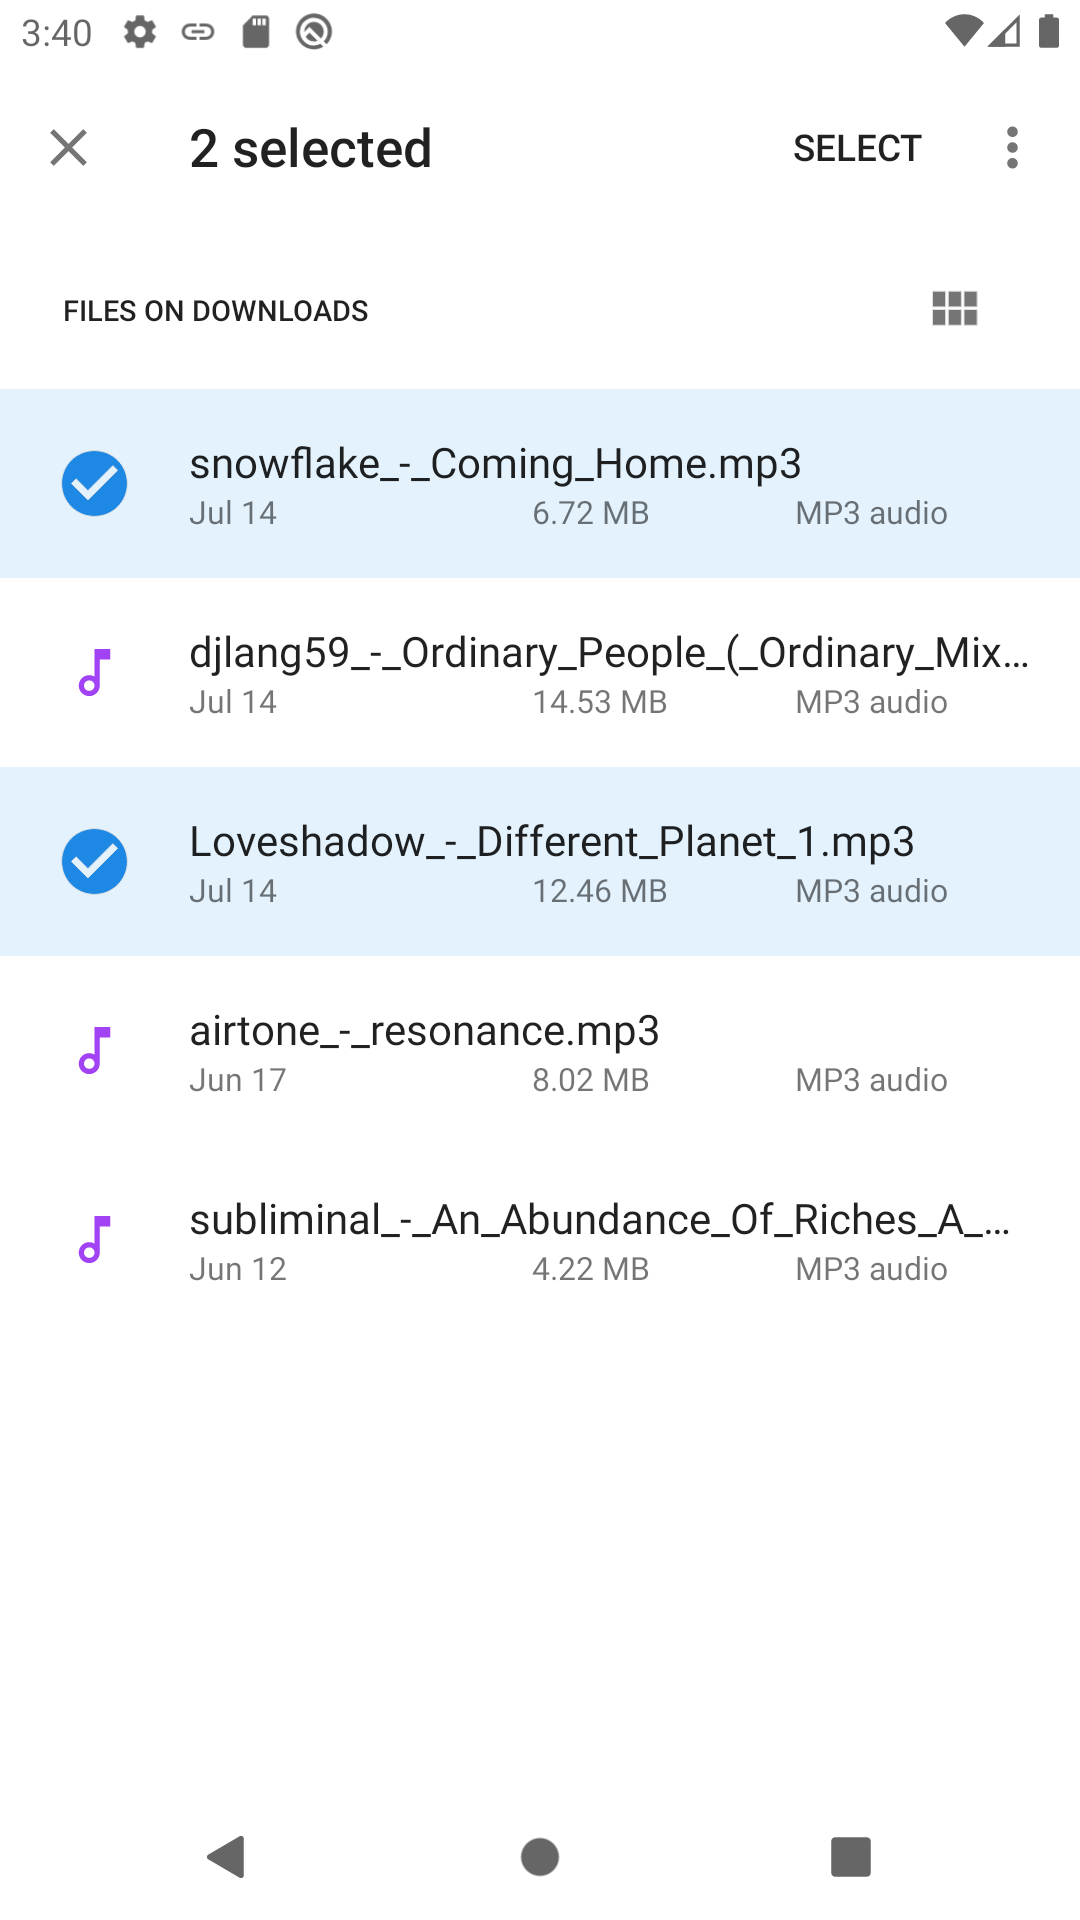 3:40
2 selected
SELECT
FILES ON DOWNLOADS
snowflake_-_Coming_Home.mp3
Jul 14 6.72 MB MP3 audio
djlang59_-_Ordinary_People_(_Ordinary_Mix...
Jul 14 14.53 MB MP3 audio
Loveshadow_-_Different_Planet_1.mp3
Jul 14 12.46 MB MP3 audio
airtone_-_resonance.mp3
Jun 17 8.02 MB MP3 audio
subliminal_-_An_Abundance_Of_Riches_A_...
Jun 12 4.22 MB MP3 audio